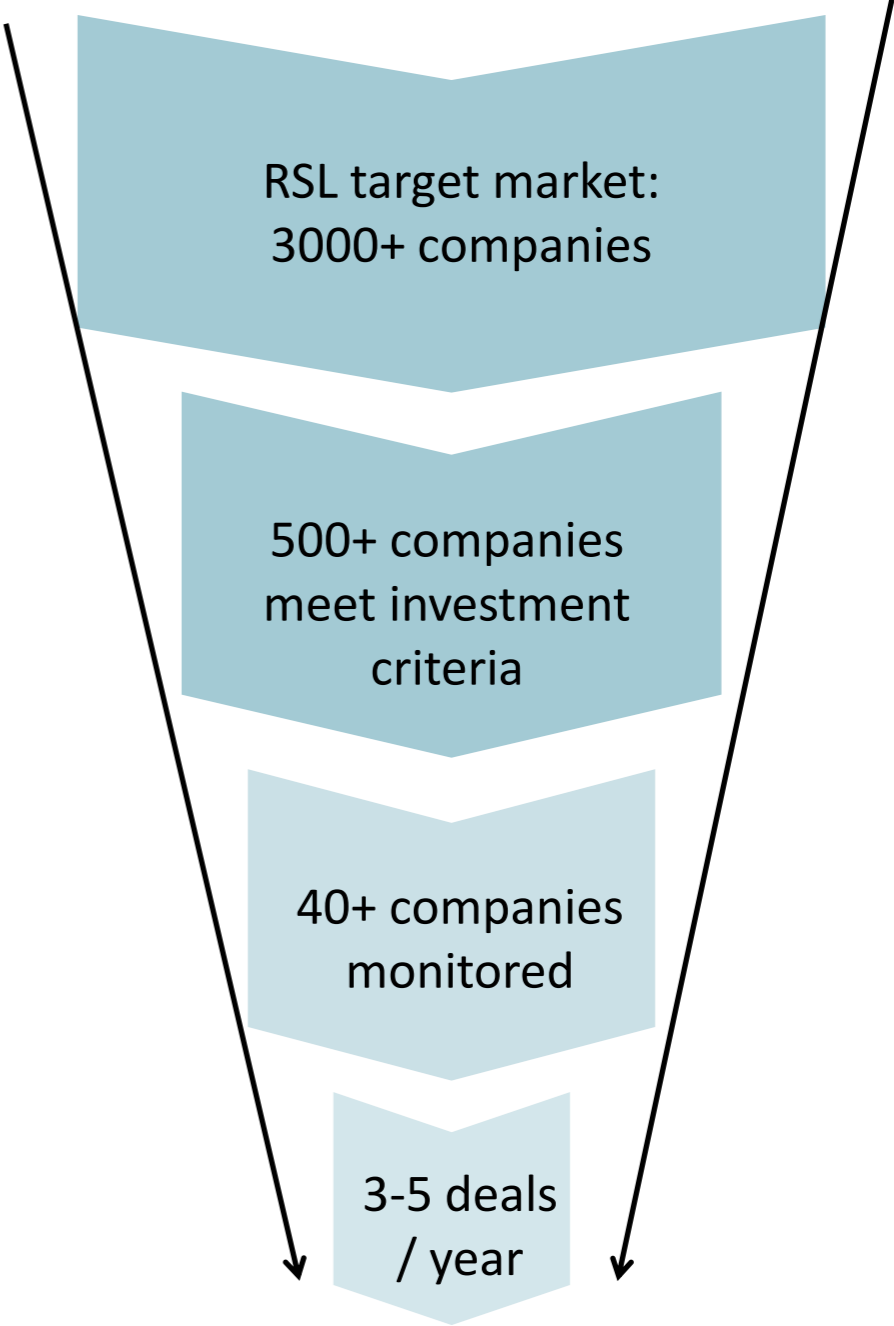 RSL target market:
3000+ companies
500+ companies
meet investment
criteria
40+ companies
monitored
3-5 deals
/ year